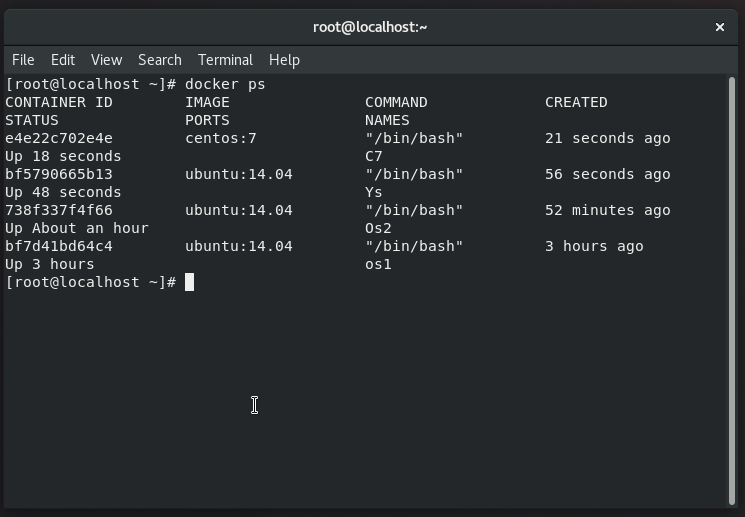 root@localhost:~
File Edit View Search Terminal Help
[root@localhost ~]# docker ps
CONTAINER ID        IMAGE               COMMAND             CREATED
STATUS              PORTS               NAMES
e4e22c702e4e        centos:7            "/bin/bash"         21 seconds ago
Up 18 seconds                           C7
bf5790665b13        ubuntu:14.04        "/bin/bash"         56 seconds ago
Up 48 seconds                           Ys
738f337f4f66        ubuntu:14.04        "/bin/bash"         52 minutes ago
Up About an hour                        Os2
bf7d41bd64c4        ubuntu:14.04        "/bin/bash"         3 hours ago
Up 3 hours                              os1
[root@localhost ~]#